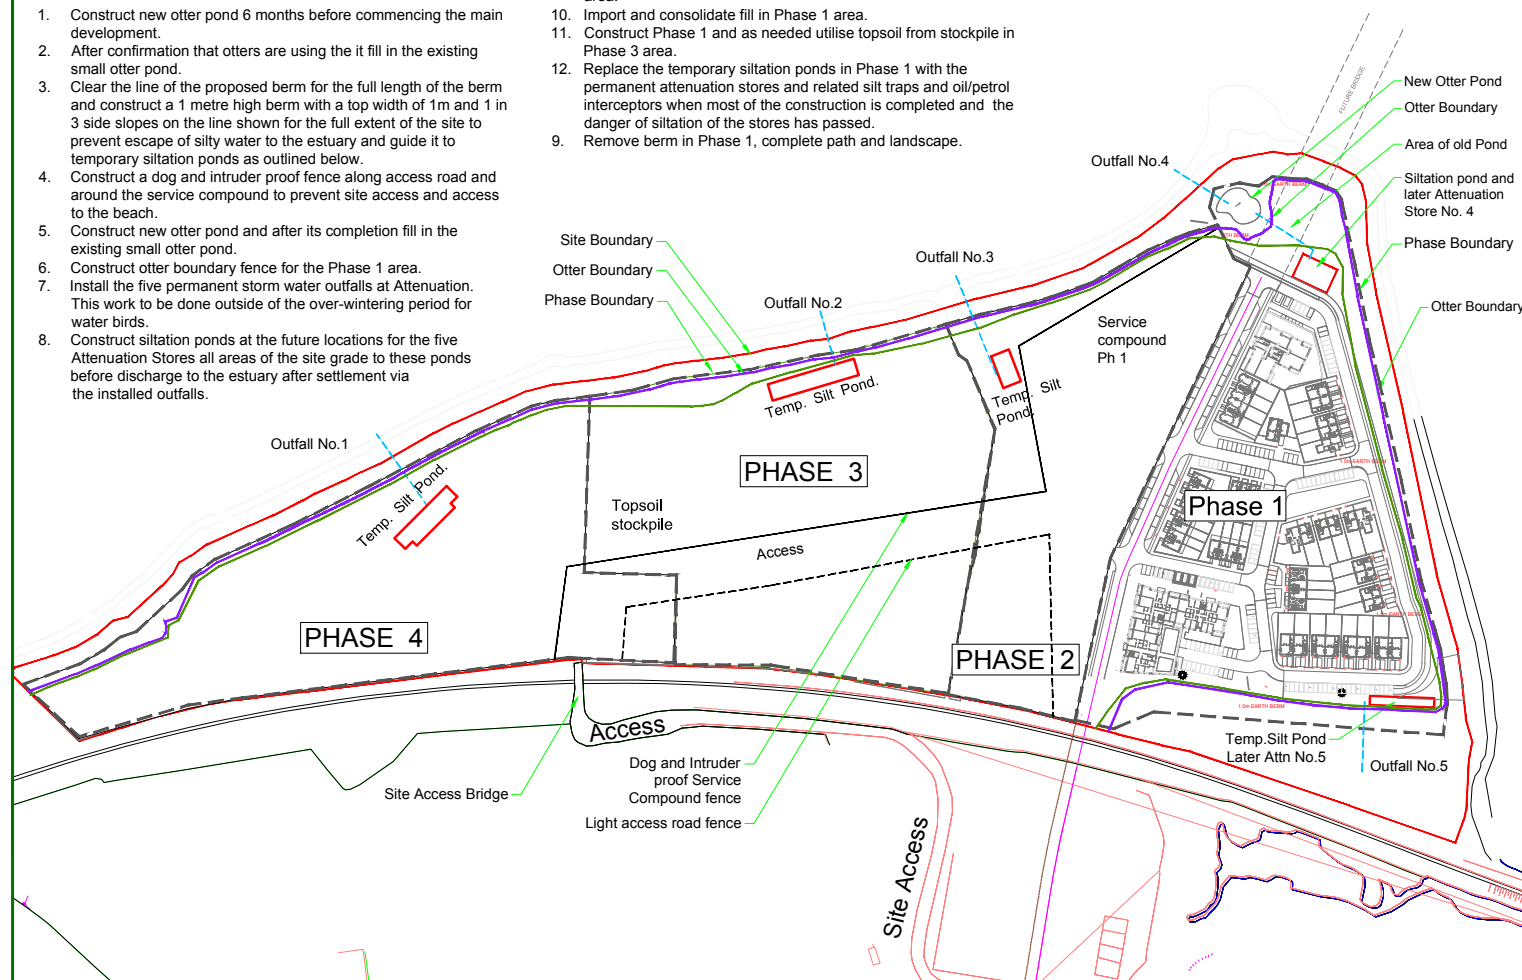 1. Construct new otter pond 6 months before commencing the main
development.
2. After confirmation that otters are using the it fill in the existing
small otter pond.
3. Clear the line of the proposed berm for the full length of the berm
and construct a 1 metre high berm with a top width of 1m and 1 in
3 side slopes on the line shown for the full extent of the site to
prevent escape of silty water to the estuary and guide it to
temporary siltation ponds as outlined below.
4. Construct a dog and intruder proof fence along access road and
around the service compound to prevent site access and access
to the beach.
5. Construct new otter pond and after its completion fill in the
existing small otter pond.
6. Construct otter boundary fence for the Phase 1 area.
7. Install the five permanent storm water outfalls at Attenuation.
This work to be done outside of the over-wintering period for
water birds.
8. Construct siltation ponds at the future locations for the five
Attenuation Stores all areas of the site grade to these ponds
before discharge to the estuary after settlement via
the installed outfalls.
10. Import and consolidate fill in Phase 1 area.
11. Construct Phase 1 and as needed utilise topsoil from stockpile in
Phase 3 area.
12. Replace the temporary siltation ponds in Phase 1 with the
permanent attenuation stores and related silt traps and oil/petrol
interceptors when most of the construction is completed and the
danger of siltation of the stores has passed.
9. Remove berm in Phase 1, complete path and landscape.
FUTURE BRIDGE
New Otter Pond
Otter Boundary
Area of old Pond
Siltation pond and
later Attenuation
Store No. 4
Phase Boundary
Otter Boundary
Outfall No.4
Outfall No.3
Outfall No.2
Outfall No.1
Site Boundary
Otter Boundary
Phase Boundary
Service
compound
Ph 1
Temp. Silt Pond.
Temp. Silt
Pond.
Temp. Silt Pond.
PHASE 3
Topsoil
stockpile
Access
Phase 1
1.0m EARTH BERM
PHASE 4
PHASE 2
1.0m EARTH BERM
Temp.Silt Pond
Later Attn No.5
Outfall No.5
Access
Dog and Intruder
proof Service
Compound fence
Light access road fence
Site Access Bridge
Site Access